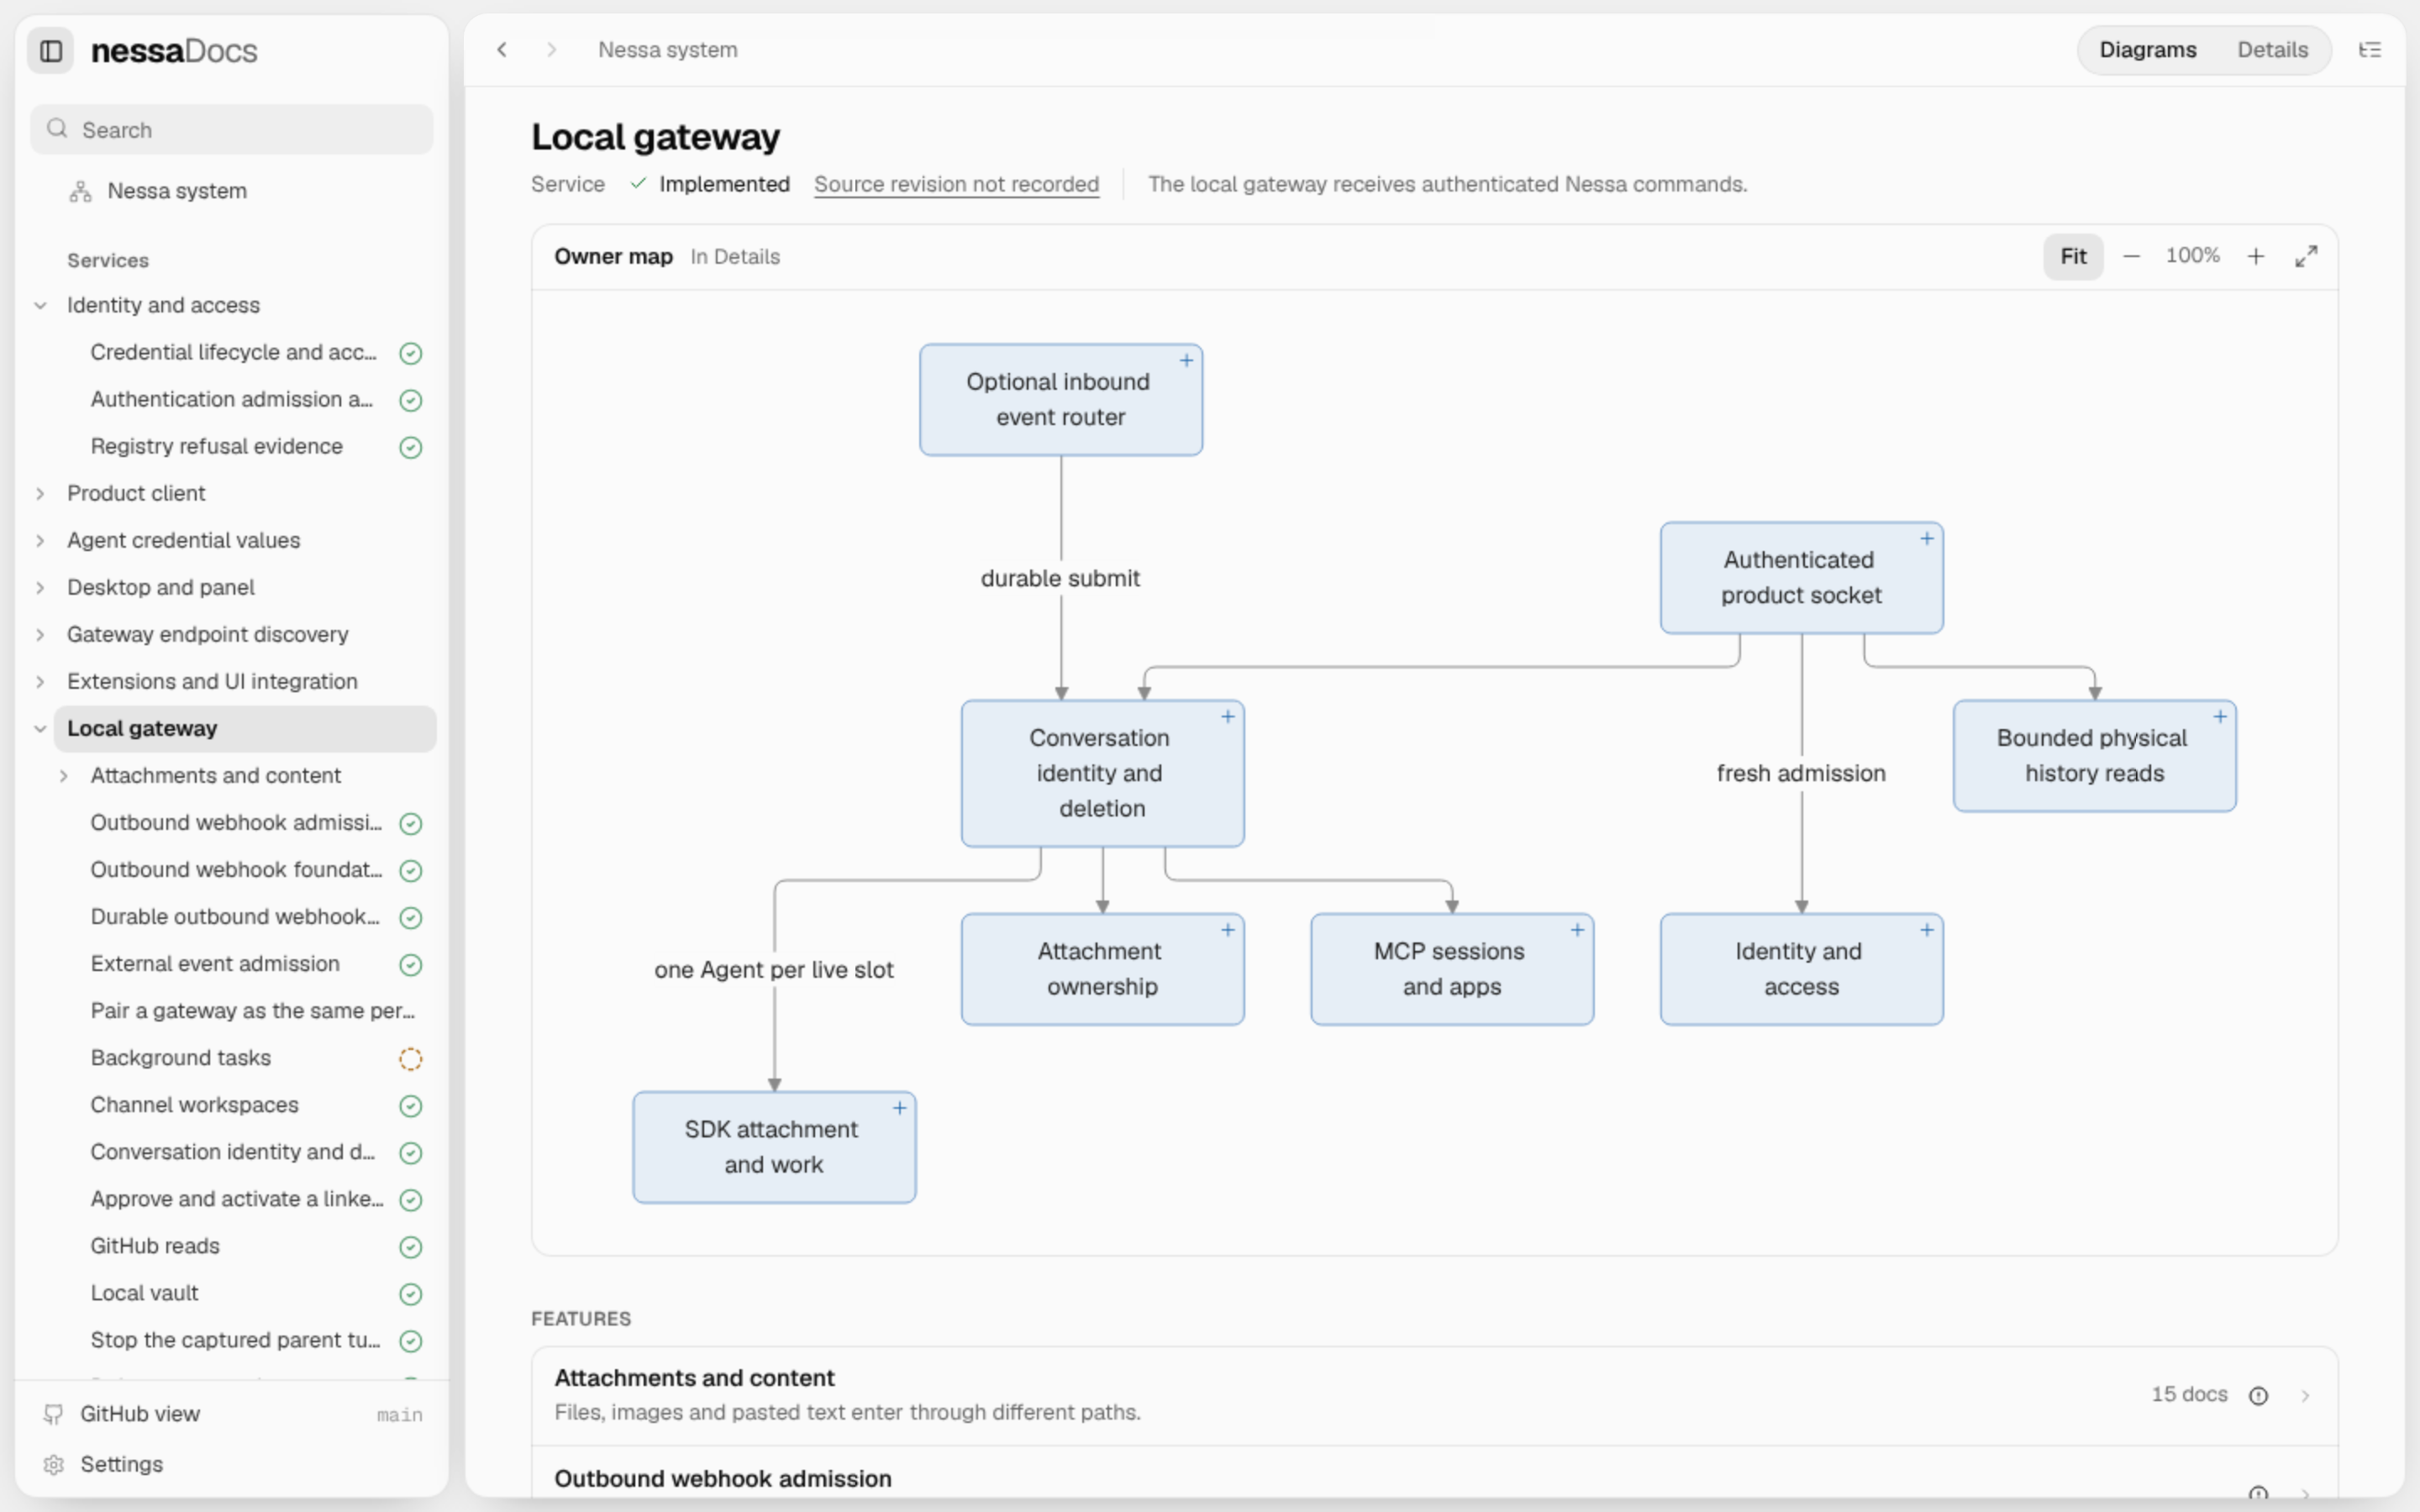 nessaDocs
Search
Nessa system
Services
Identity and access
Credential lifecycle and acc...
Authentication admission a...
Registry refusal evidence
Product client
Agent credential values
Desktop and panel
Gateway endpoint discovery
Extensions and UI integration
Local gateway
Attachments and content
Outbound webhook admissi...
Outbound webhook foundat...
Durable outbound webhook...
External event admission
Pair a gateway as the same per...
Background tasks
Channel workspaces
Conversation identity and d...
Approve and activate a linke...
GitHub reads
Local vault
Stop the captured parent tu...
GitHub view main
Settings
Nessa system
Diagrams Details
Local gateway
Service Implemented Source revision not recorded The local gateway receives authenticated Nessa commands.
Owner map In Details
Fit — 100% +
Optional inbound
event router
durable submit
Authenticated
product socket
Conversation
identity and
deletion
fresh admission
Bounded physical
history reads
one Agent per live slot
Attachment
ownership
MCP sessions
and apps
Identity and
access
SDK attachment
and work
FEATURES
Attachments and content
Files, images and pasted text enter through different paths.
15 docs
Outbound webhook admission